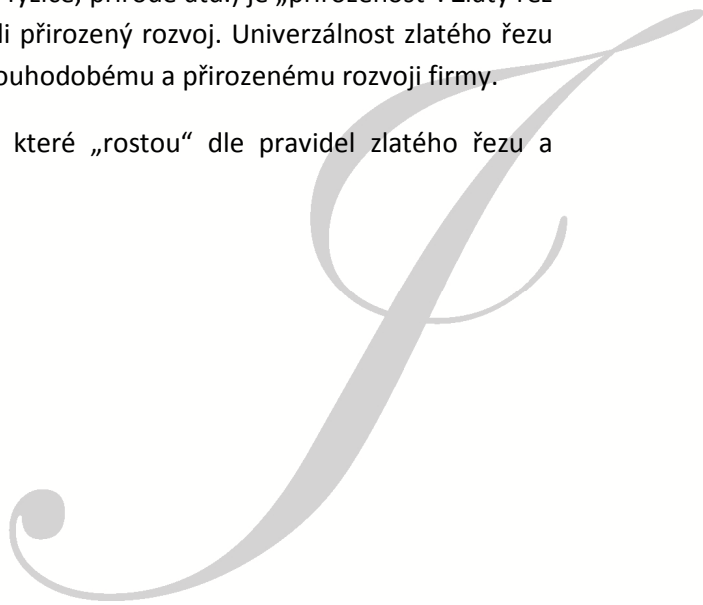 přírodě atd.) je „přirozenost“. Zlatý řez
li přirozený rozvoj. Univerzálnost zlatého řezu
ouhodobému a přirozenému rozvoji firmy.
které „rostou“ dle pravidel zlatého řezu a
J